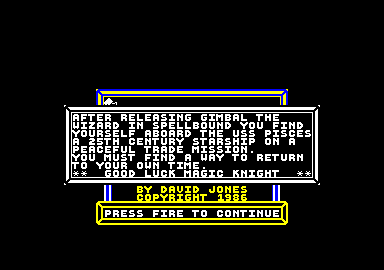 AFTER RELEASING GIMBAL THE
WIZARD IN SPELLBOUND YOU FIND
YOURSELF ABOARD THE USS PISCES
A 25TH CENTURY STARSHIP ON A
PEACEFUL TRADE MISSION.
YOU MUST FIND A WAY TO RETURN
TO YOUR OWN TIME.
** GOOD LUCK MAGIC KNIGHT **
BY DAVID JONES
COPYRIGHT 1986
PRESS FIRE TO CONTINUE